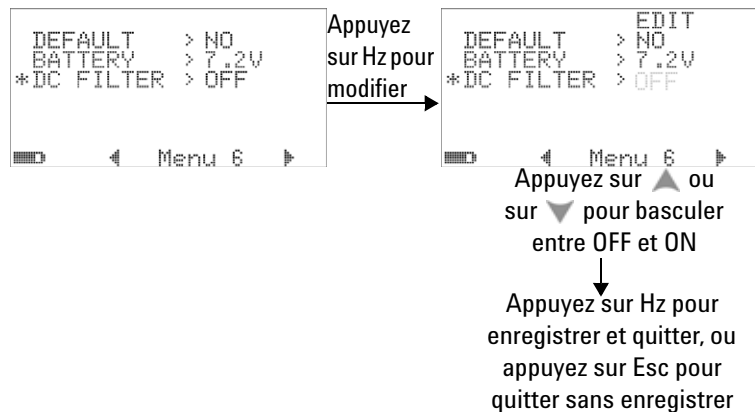 DEFAULT > NO
BATTERY > 7.2V
*DC FILTER > OFF
Menu 6
Appuyez
sur Hz pour
modifier
EDIT
DEFAULT > NO
BATTERY > 7.2V
*DC FILTER > OFF
Menu 6
Appuyez sur ou
sur pour basculer
entre OFF et ON
Appuyez sur Hz pour
enregistrer et quitter, ou
appuyez sur Esc pour
quitter sans enregistrer